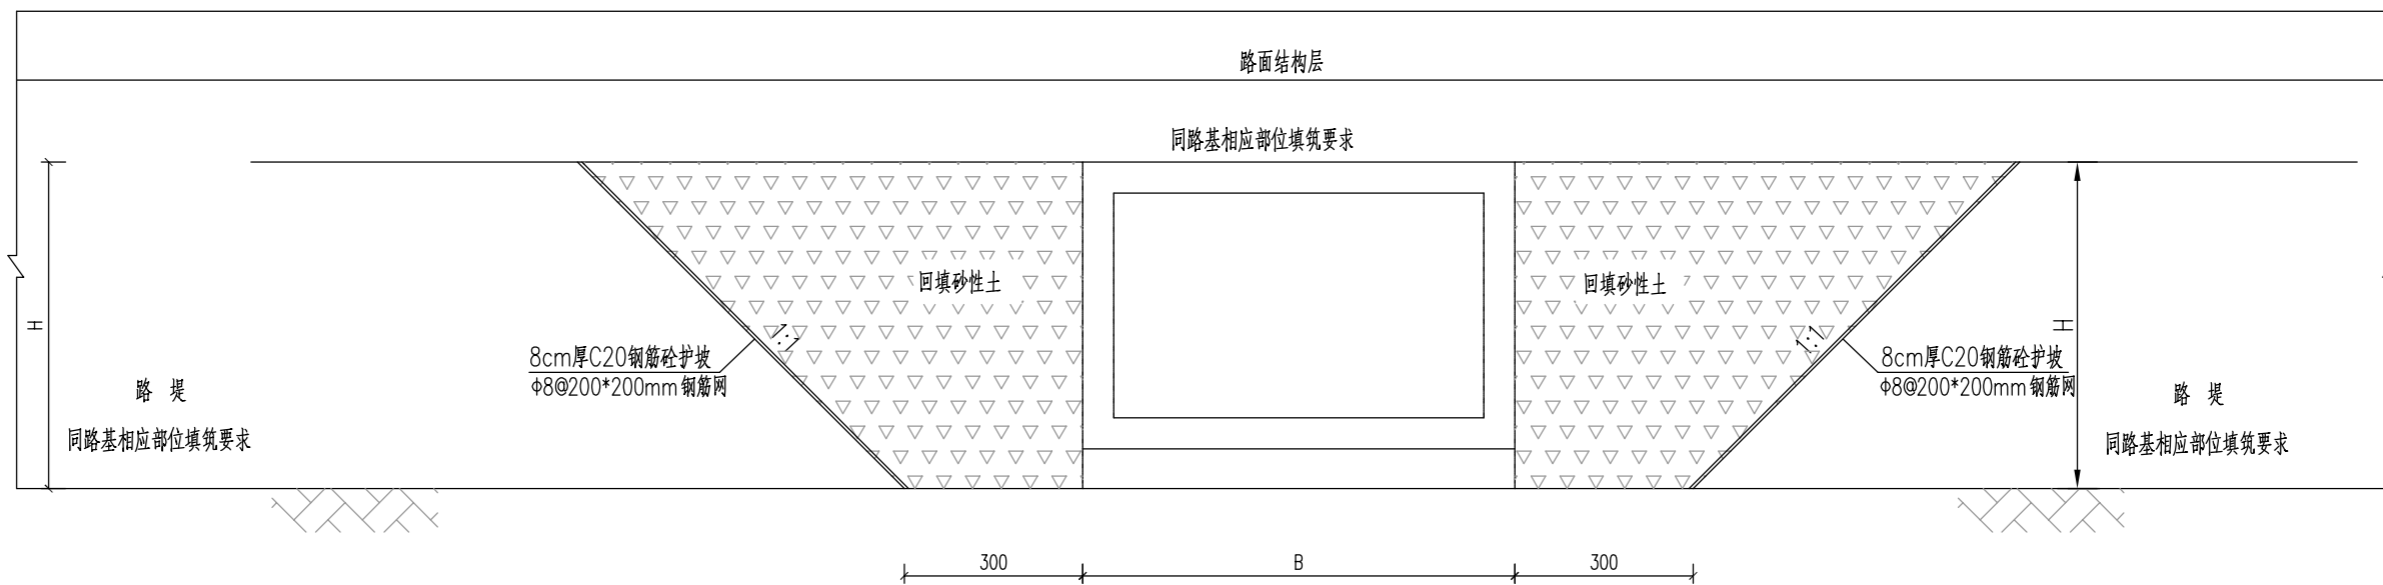 路面结构层
同路基相应部位填筑要求
回填砂性土
回填砂性土
H
H
1:1
1:1
8cm厚C20钢筋砼护坡
φ8@200*200mm钢筋网
8cm厚C20钢筋砼护坡
φ8@200*200mm钢筋网
路 堤
同路基相应部位填筑要求
路 堤
同路基相应部位填筑要求
300
B
300